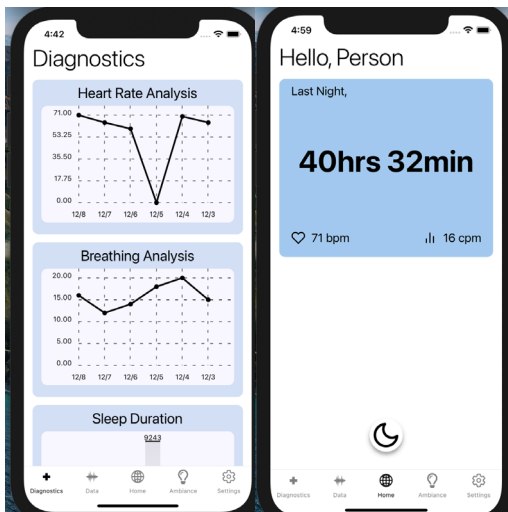 4:42
Diagnostics
Heart Rate Analysis
71.00
53.25
35.50
17.75
0.00
12/8 12/7 12/6 12/5 12/4 12/3
Breathing Analysis
20.00
15.00
10.00
5.00
0.00
12/8 12/7 12/6 12/5 12/4 12/3
Sleep Duration
9243
Diagnostics Data Home Ambiance Settings
4:59
Hello, Person
Last Night,
40hrs 32min
71 bpm 16 cpm
Diagnostics Data Home Ambiance Settings